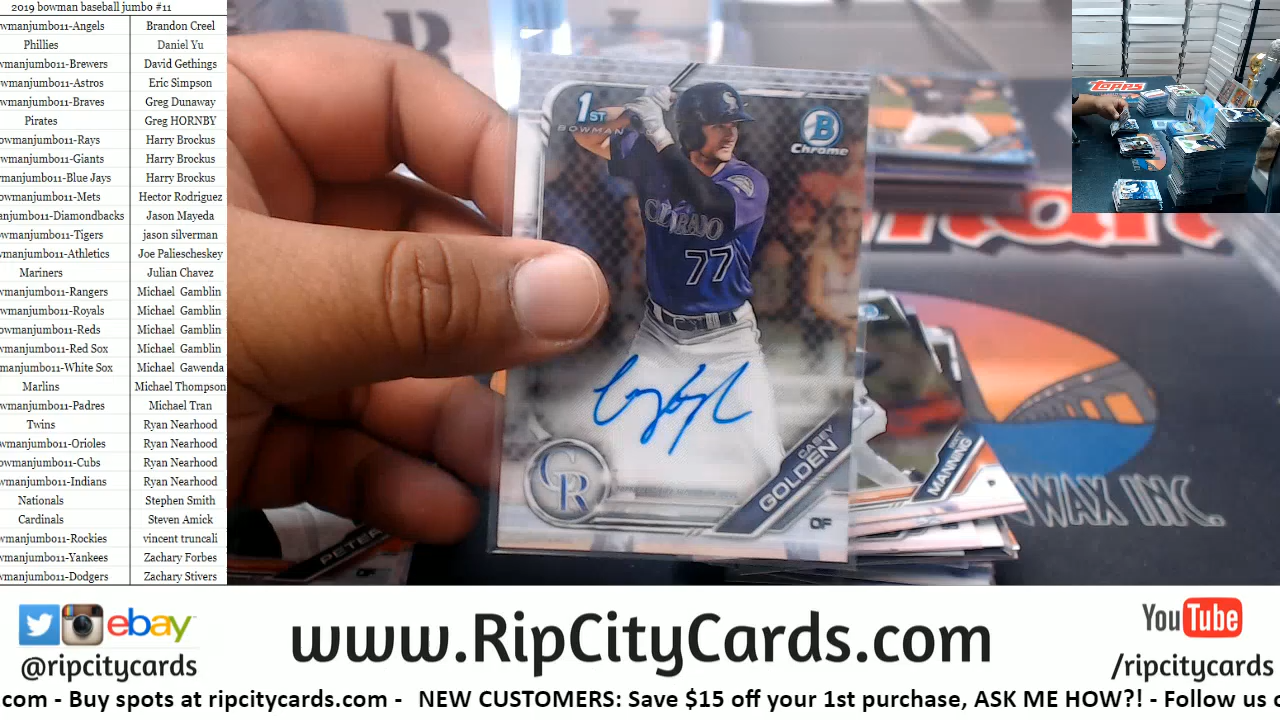 2019 bowman baseball jumbo #11
wmanjumbo11-Angels Brandon Creel
Phillies Daniel Yu
wmanjumbo11-Brewers David Gethings
wmanjumbo11-Astros Eric Simpson
wmanjumbo11-Braves Greg Dunaway
Pirates Greg HORNBY
owmanjumbo11-Rays Harry Brockus
wmanjumbo11-Giants Harry Brockus
manjumbo11-Blue Jays Harry Brockus
owmanjumbo11-Mets Hector Rodriguez
anjumbo11-Diamondbacks Jason Mayeda
wmanjumbo11-Tigers jason silverman
wmanjumbo11-Athletics Joe Paliescheskey
Mariners Julian Chavez
wmanjumbo11-Rangers Michael Gamblin
wmanjumbo11-Royals Michael Gamblin
owmanjumbo11-Reds Michael Gamblin
manjumbo11-Red Sox Michael Gamblin
manjumbo11-White Sox Michael Gawenda
Marlins Michael Thompson
wmanjumbo11-Padres Michael Tran
Twins Ryan Nearhood
wmanjumbo11-Orioles Ryan Nearhood
owmanjumbo11-Cubs Ryan Nearhood
wmanjumbo11-Indians Ryan Nearhood
Nationals Stephen Smith
Cardinals Steven Amick
wmanjumbo11-Rockies vincent truncali
wmanjumbo11-Yankees Zachary Forbes
wmanjumbo11-Dodgers Zachary Stivers
1ST
BOWMAN
B
Chrome
COLORADO
77
CR
CASEY
GOLDEN
OF
MANNING
P
PETER
WAX INC.
topps
ebay
@ripcitycards
www.RipCityCards.com
YouTube
/ripcitycards
com - Buy spots at ripcitycards.com - NEW CUSTOMERS: Save $15 off your 1st purchase, ASK ME HOW?! - Follow us o